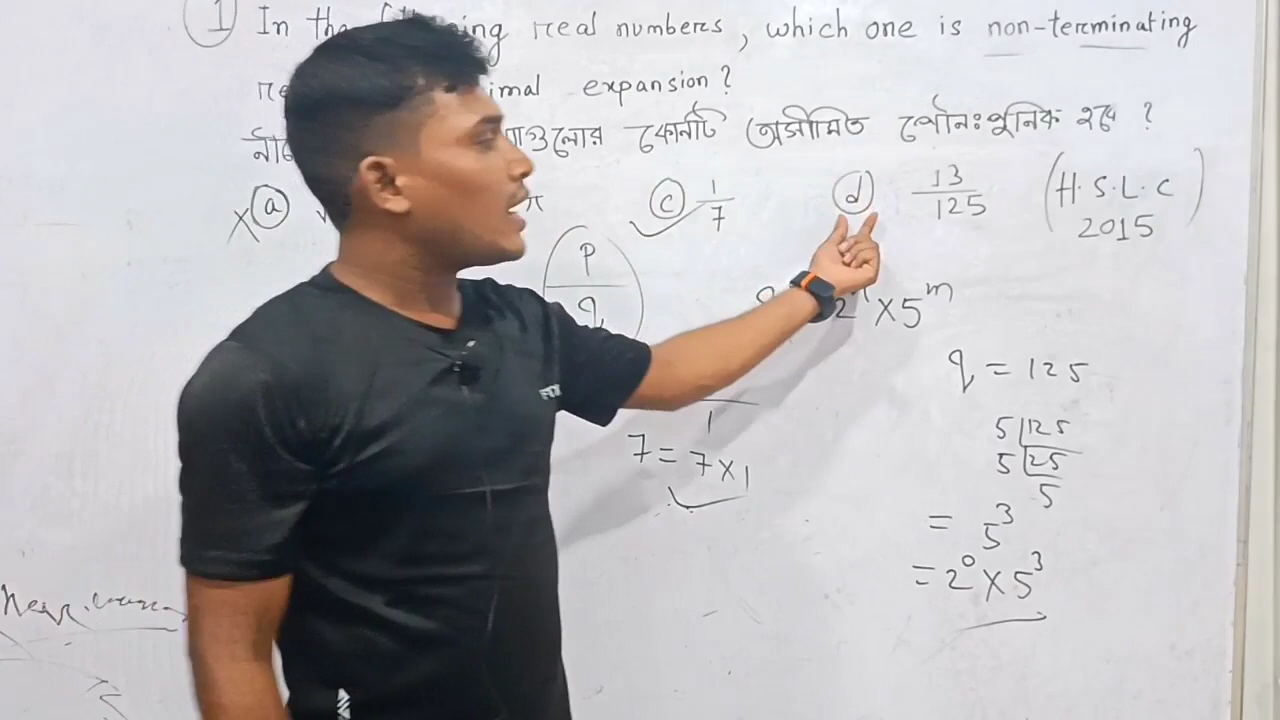 ① In the real numbers, which one is non-terminating
expansion?
কোনটি অসীমিত পৌনঃপুনিক হবে ?
X ⓐ π ⓒ 1/7 ⓓ 13/125 (H.S.L.C 2015)
p/q
2 × 5^m
q = 125
5 | 125
5 | 25
5
1
7 = 7 × 1
= 5^3
= 2^0 × 5^3